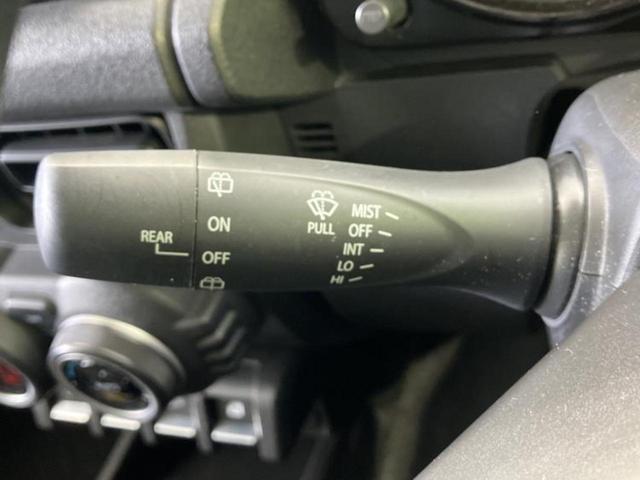 REAR
ON
OFF
PULL
MIST
OFF
INT
LO
HI